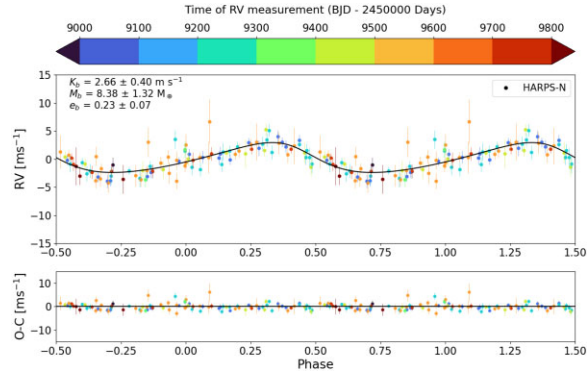 Time of RV measurement (BJD - 2450000 Days)
9000 9100 9200 9300 9400 9500 9600 9700 9800
K_b = 2.66 ± 0.40 m s⁻¹
M_b = 8.38 ± 1.32 M⊕
e_b = 0.23 ± 0.07
HARPS-N
RV [ms⁻¹]
15
10
5
0
−5
−10
−15
−0.50 −0.25 0.00 0.25 0.50 0.75 1.00 1.25 1.50
O-C [ms⁻¹]
10
0
−10
−0.50 −0.25 0.00 0.25 0.50 0.75 1.00 1.25 1.50
Phase